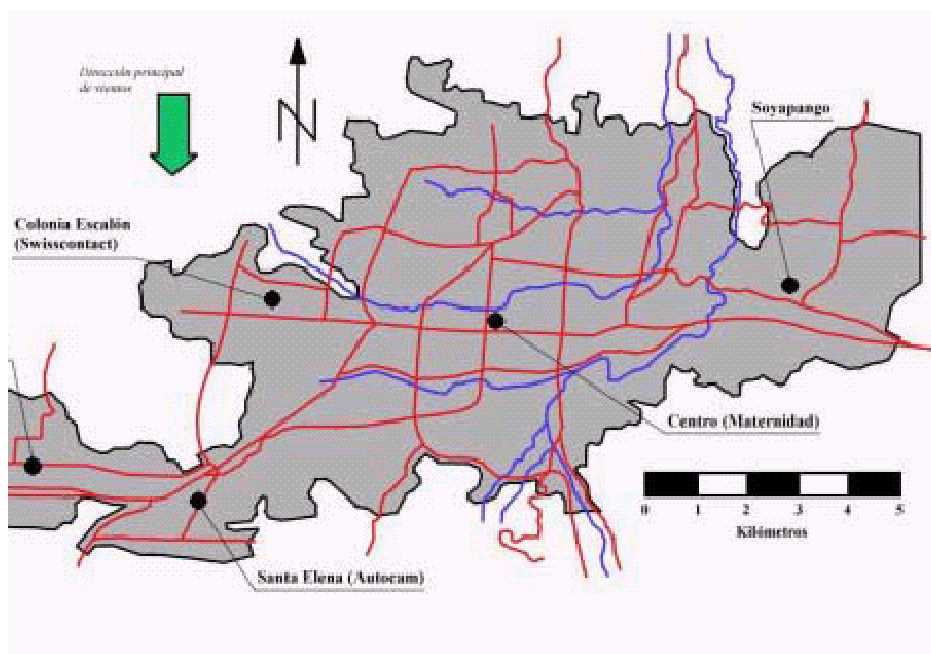 Dirección principal
de vientos
N
Soyapango
Colonia Escalón
(Swisscontact)
Centro (Maternidad)
0 1 2 3 4 5
Kilómetros
Santa Elena (Autocam)